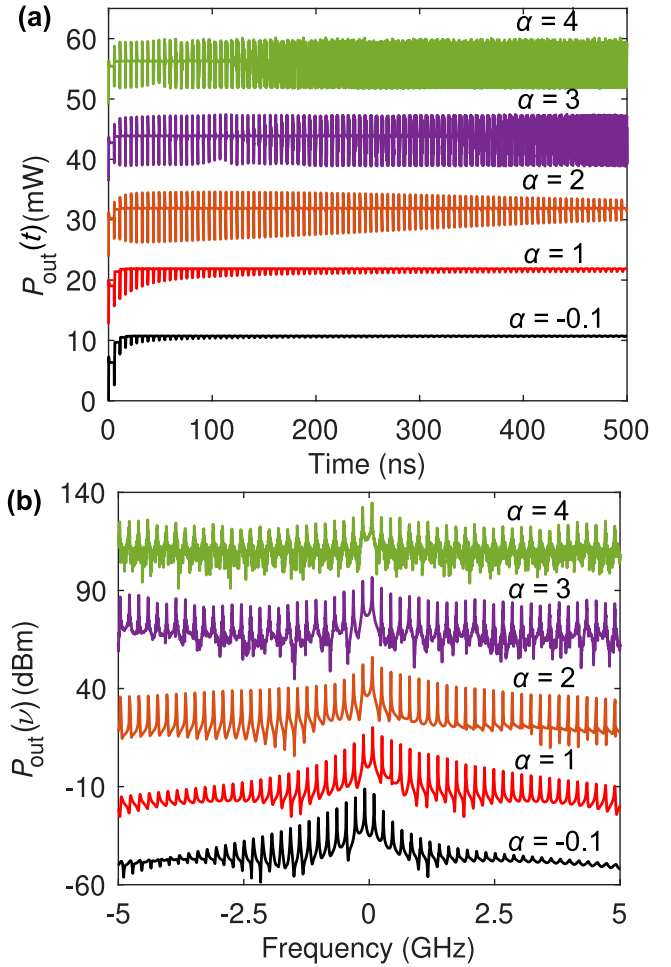 (a)
60
50
40
30
20
10
0
P_out(t) (mW)
α = 4
α = 3
α = 2
α = 1
α = -0.1
0 100 200 300 400 500
Time (ns)
(b)
140
90
40
-10
-60
P_out(ν) (dBm)
α = 4
α = 3
α = 2
α = 1
α = -0.1
-5 -2.5 0 2.5 5
Frequency (GHz)